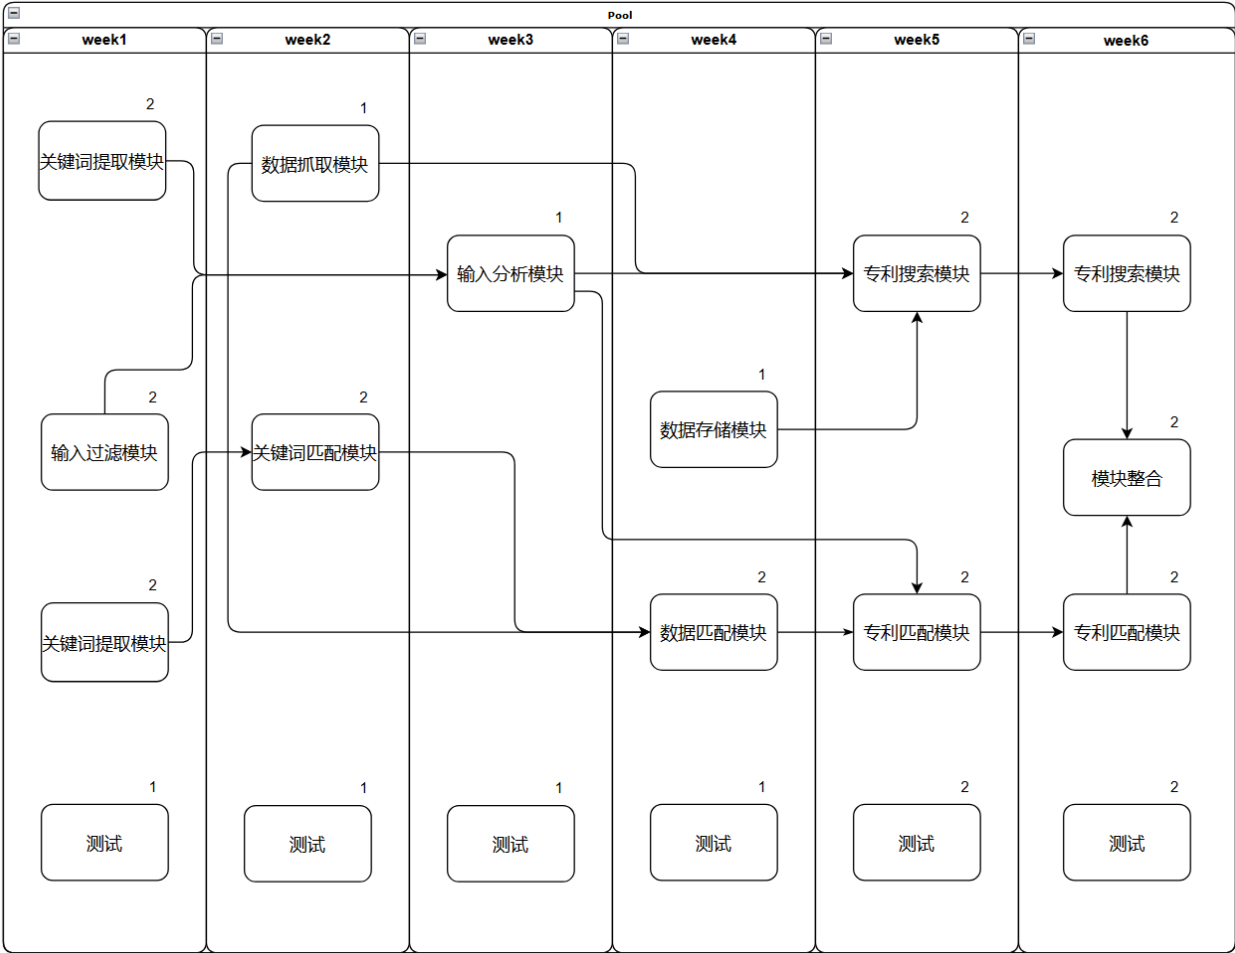 Pool
week1
week2
week3
week4
week5
week6
2
关键词提取模块
1
数据抓取模块
1
输入分析模块
2
专利搜索模块
2
专利搜索模块
2
输入过滤模块
2
关键词匹配模块
1
数据存储模块
2
模块整合
2
关键词提取模块
2
数据匹配模块
2
专利匹配模块
2
专利匹配模块
1
测试
1
测试
1
测试
1
测试
2
测试
2
测试